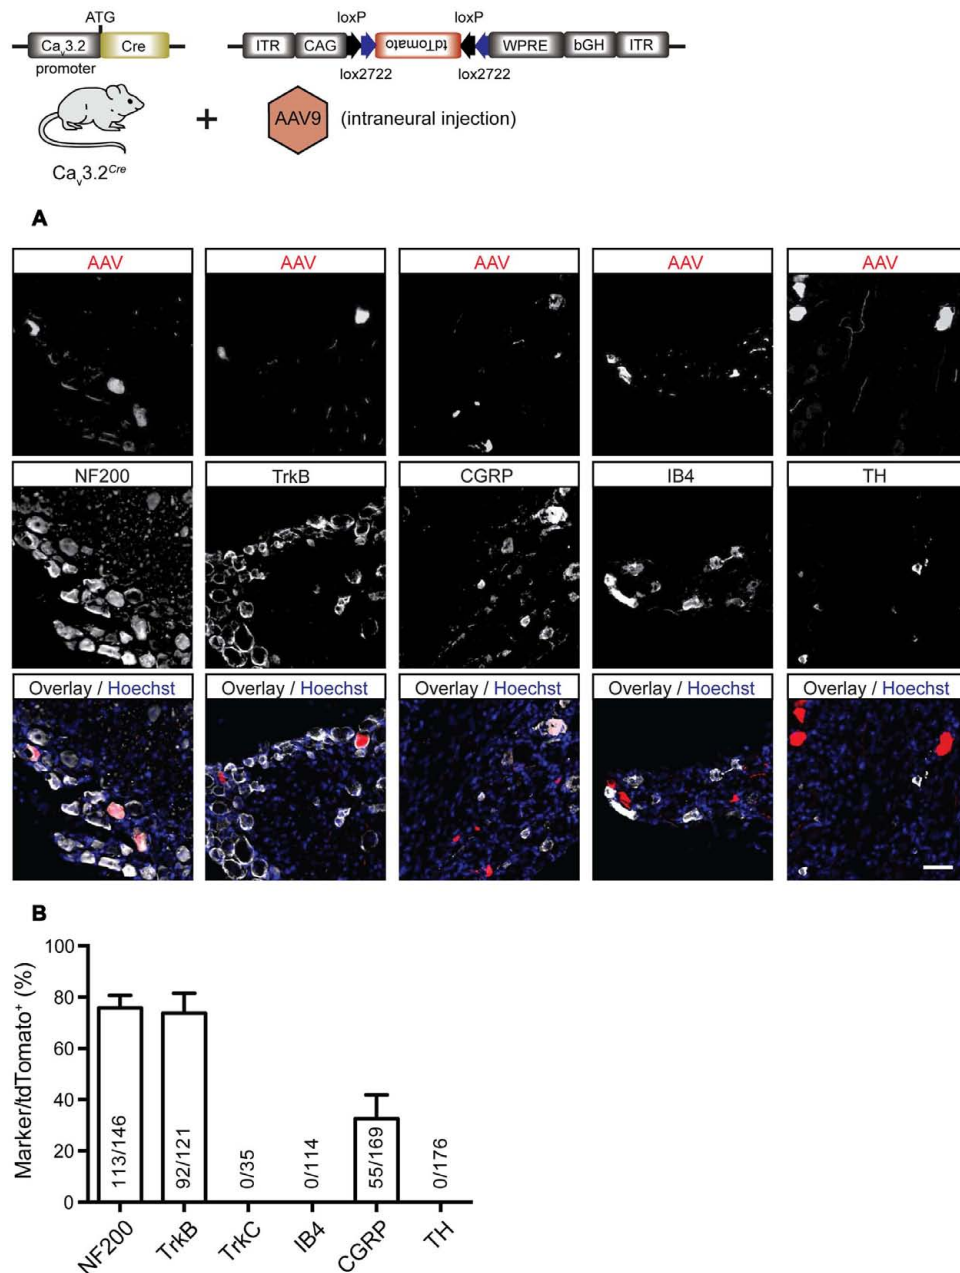 ATG
loxP
loxP
Cav3.2
Cre
ITR
CAG
tdTomato
WPRE
bGH
ITR
promoter
lox2722
lox2722
+
AAV9
(intraneural injection)
Cav3.2Cre
A
AAV
AAV
AAV
AAV
AAV
NF200
TrkB
CGRP
IB4
TH
Overlay / Hoechst
Overlay / Hoechst
Overlay / Hoechst
Overlay / Hoechst
Overlay / Hoechst
B
Marker/tdTomato+ (%)
100
80
60
40
20
0
113/146
92/121
0/35
0/114
55/169
0/176
NF200
TrkB
TrkC
IB4
CGRP
TH